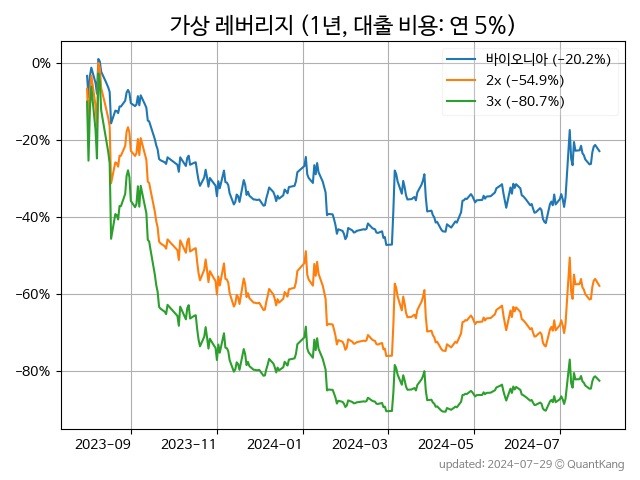 가상 레버리지 (1년, 대출 비용: 연 5%)
바이오니아 (−20.2%)
2x (−54.9%)
3x (−80.7%)
0%
−20%
−40%
−60%
−80%
2023−09 2023−11 2024−01 2024−03 2024−05 2024−07
updated: 2024-07-29 © QuantKang